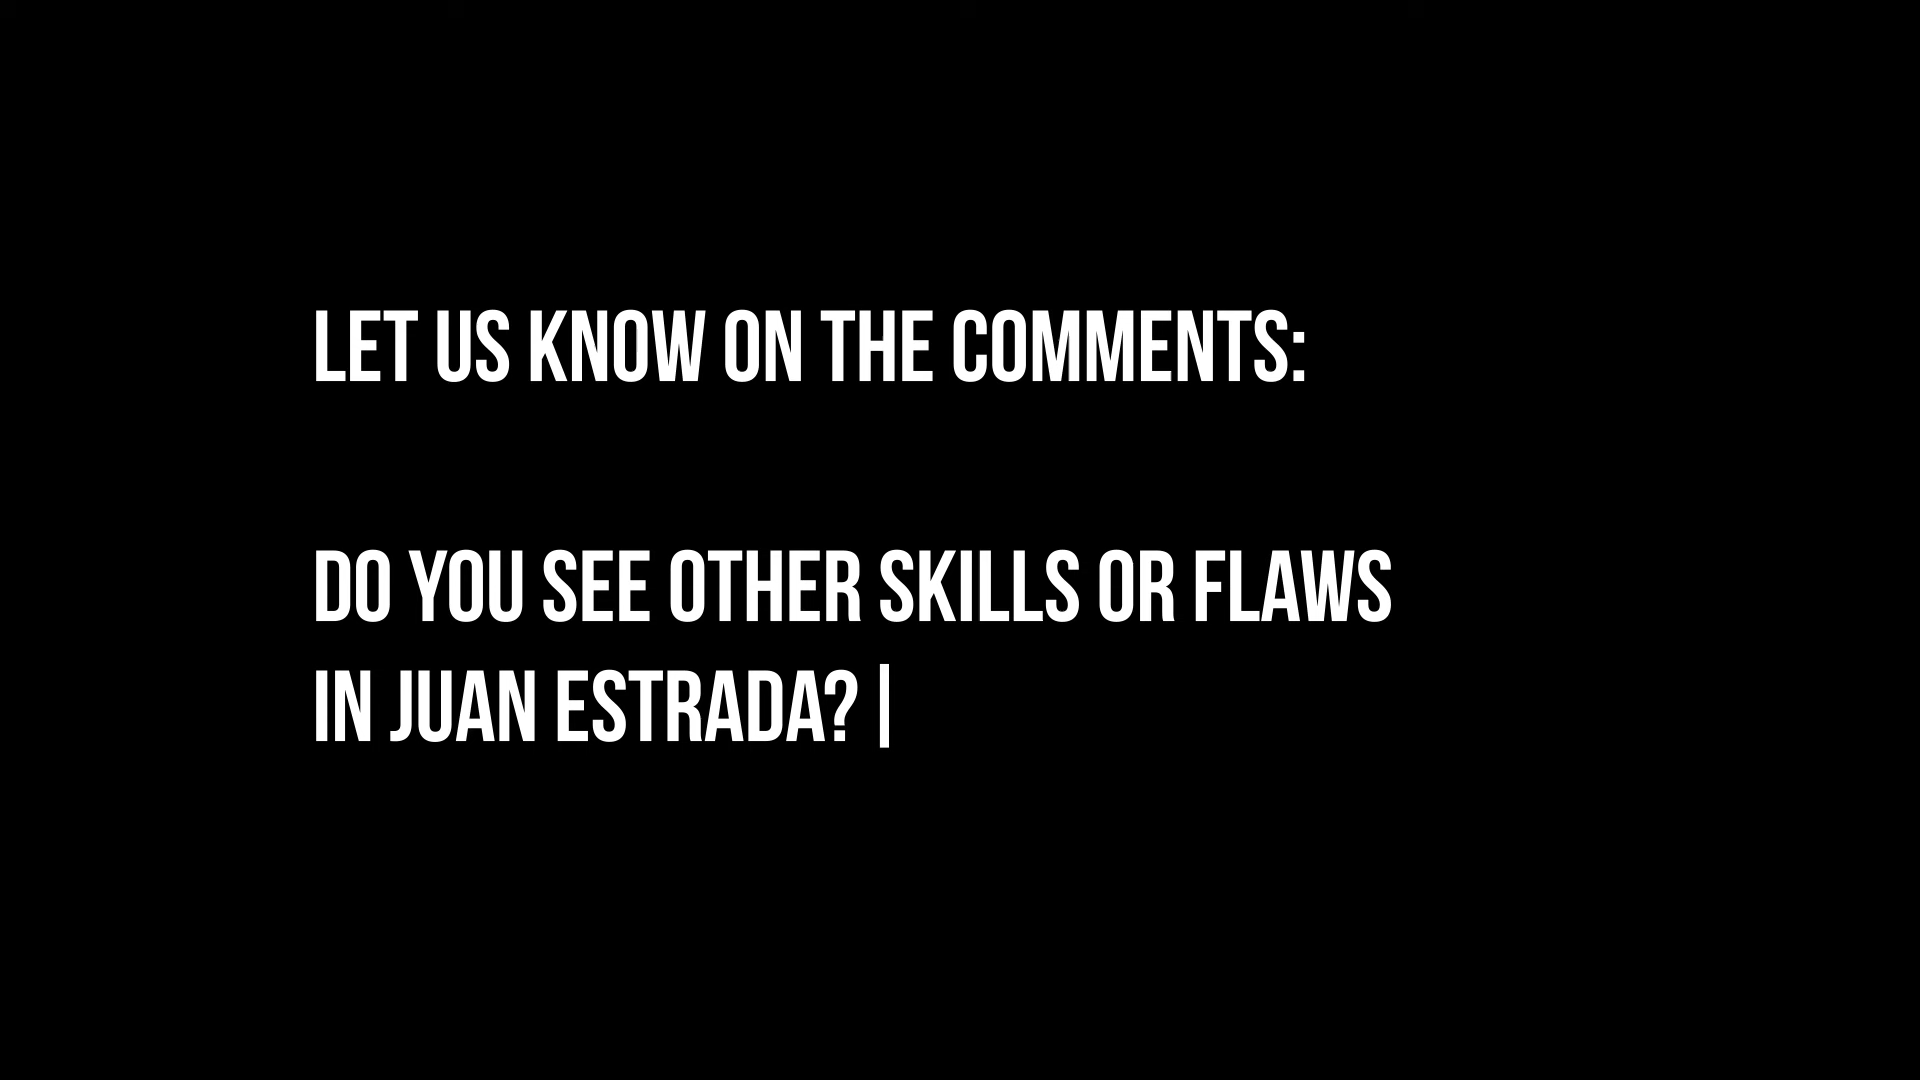 LET US KNOW ON THE COMMENTS:
DO YOU SEE OTHER SKILLS OR FLAWS
IN JUAN ESTRADA? |